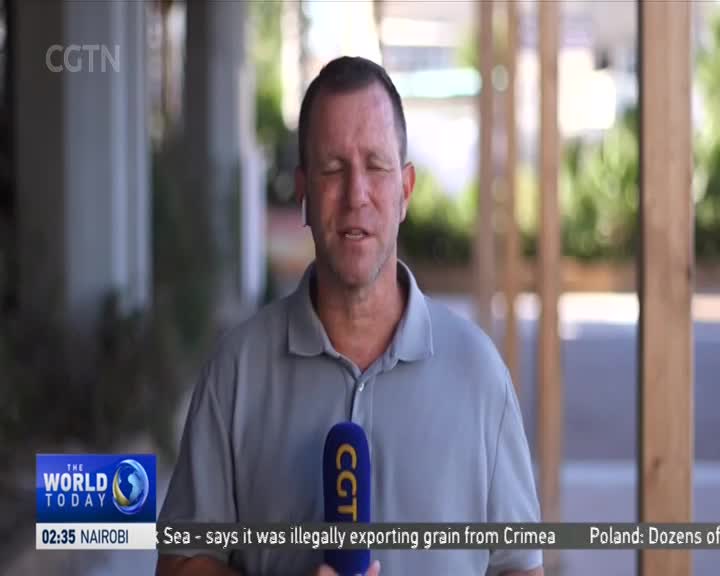 CGTN
CGT
THE
WORLD
TODAY
02:35 NAIROBI
k Sea - says it was illegally exporting grain from Crimea Poland: Dozens of